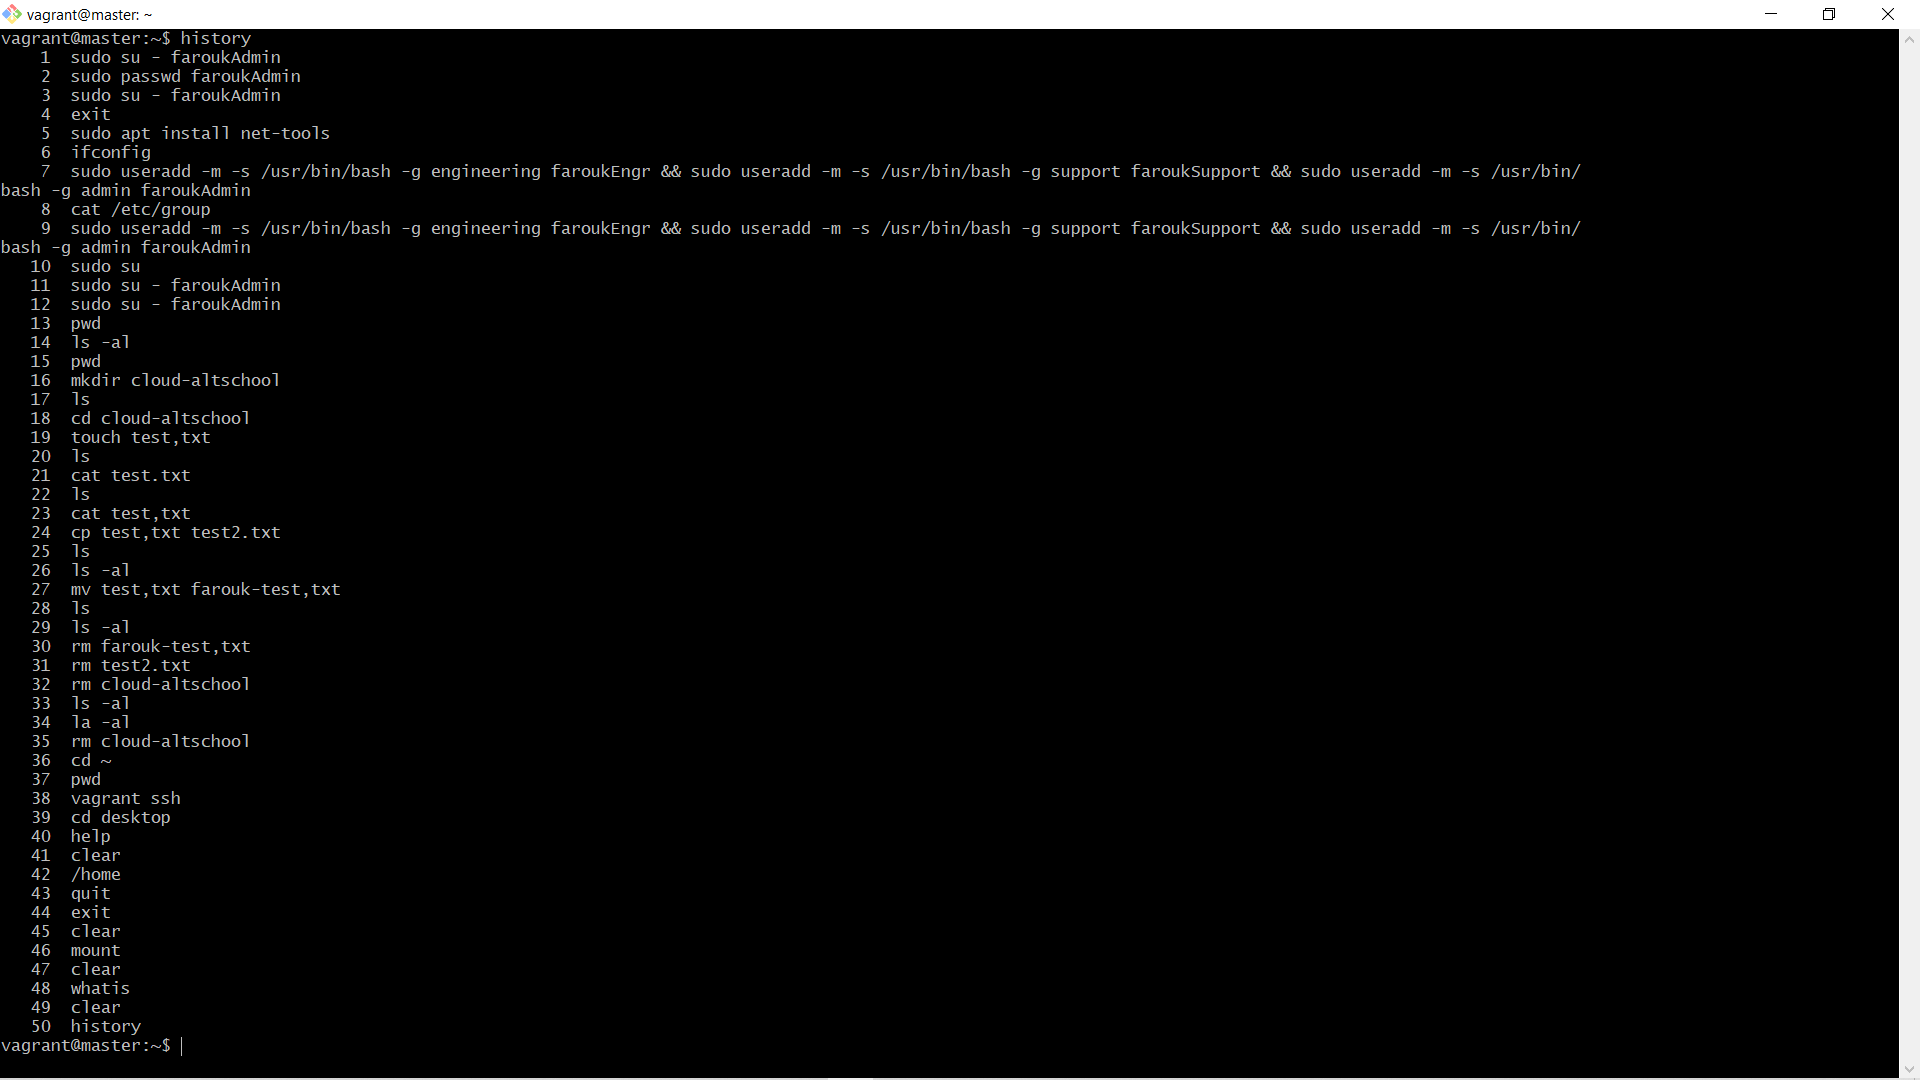 vagrant@master: ~
vagrant@master:~$ history
1 sudo su - faroukAdmin
2 sudo passwd faroukAdmin
3 sudo su - faroukAdmin
4 exit
5 sudo apt install net-tools
6 ifconfig
7 sudo useradd -m -s /usr/bin/bash -g engineering faroukEngr && sudo useradd -m -s /usr/bin/bash -g support faroukSupport && sudo useradd -m -s /usr/bin/
bash -g admin faroukAdmin
8 cat /etc/group
9 sudo useradd -m -s /usr/bin/bash -g engineering faroukEngr && sudo useradd -m -s /usr/bin/bash -g support faroukSupport && sudo useradd -m -s /usr/bin/
bash -g admin faroukAdmin
10 sudo su
11 sudo su - faroukAdmin
12 sudo su - faroukAdmin
13 pwd
14 ls -al
15 pwd
16 mkdir cloud-altschool
17 ls
18 cd cloud-altschool
19 touch test,txt
20 ls
21 cat test.txt
22 ls
23 cat test,txt
24 cp test,txt test2.txt
25 ls
26 ls -al
27 mv test,txt farouk-test,txt
28 ls
29 ls -al
30 rm farouk-test,txt
31 rm test2.txt
32 rm cloud-altschool
33 ls -al
34 la -al
35 rm cloud-altschool
36 cd ~
37 pwd
38 vagrant ssh
39 cd desktop
40 help
41 clear
42 /home
43 quit
44 exit
45 clear
46 mount
47 clear
48 whatis
49 clear
50 history
vagrant@master:~$